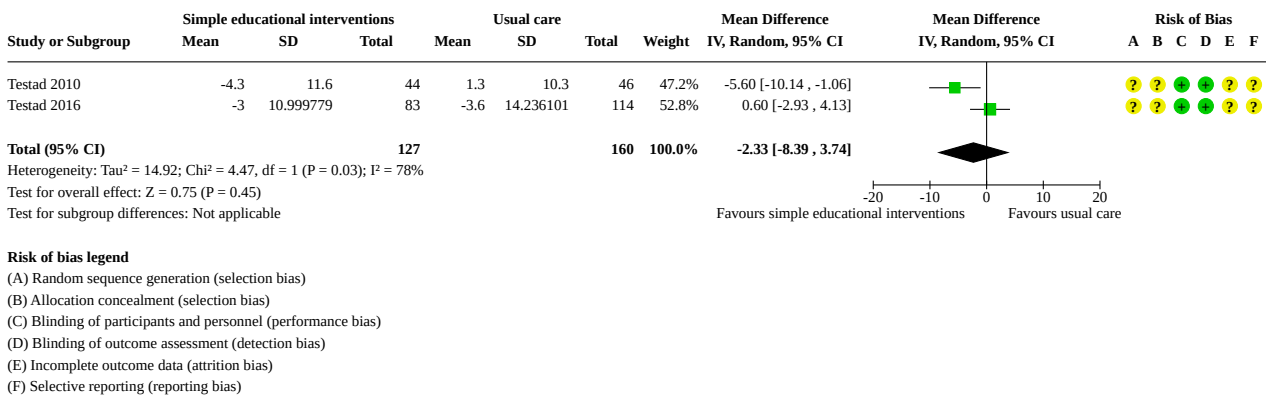 Simple educational interventions Usual care Mean Difference Mean Difference Risk of Bias
Study or Subgroup Mean SD Total Mean SD Total Weight IV, Random, 95% CI IV, Random, 95% CI A B C D E F
Testad 2010 -4.3 11.6 44 1.3 10.3 46 47.2% -5.60 [-10.14 , -1.06] ? ? + + ? ?
Testad 2016 -3 10.999779 83 -3.6 14.236101 114 52.8% 0.60 [-2.93 , 4.13] ? ? + + ? ?
Total (95% CI) 127 160 100.0% -2.33 [-8.39 , 3.74]
Heterogeneity: Tau² = 14.92; Chi² = 4.47, df = 1 (P = 0.03); I² = 78%
Test for overall effect: Z = 0.75 (P = 0.45)
-20 -10 0 10 20
Test for subgroup differences: Not applicable Favours simple educational interventions Favours usual care
Risk of bias legend
(A) Random sequence generation (selection bias)
(B) Allocation concealment (selection bias)
(C) Blinding of participants and personnel (performance bias)
(D) Blinding of outcome assessment (detection bias)
(E) Incomplete outcome data (attrition bias)
(F) Selective reporting (reporting bias)